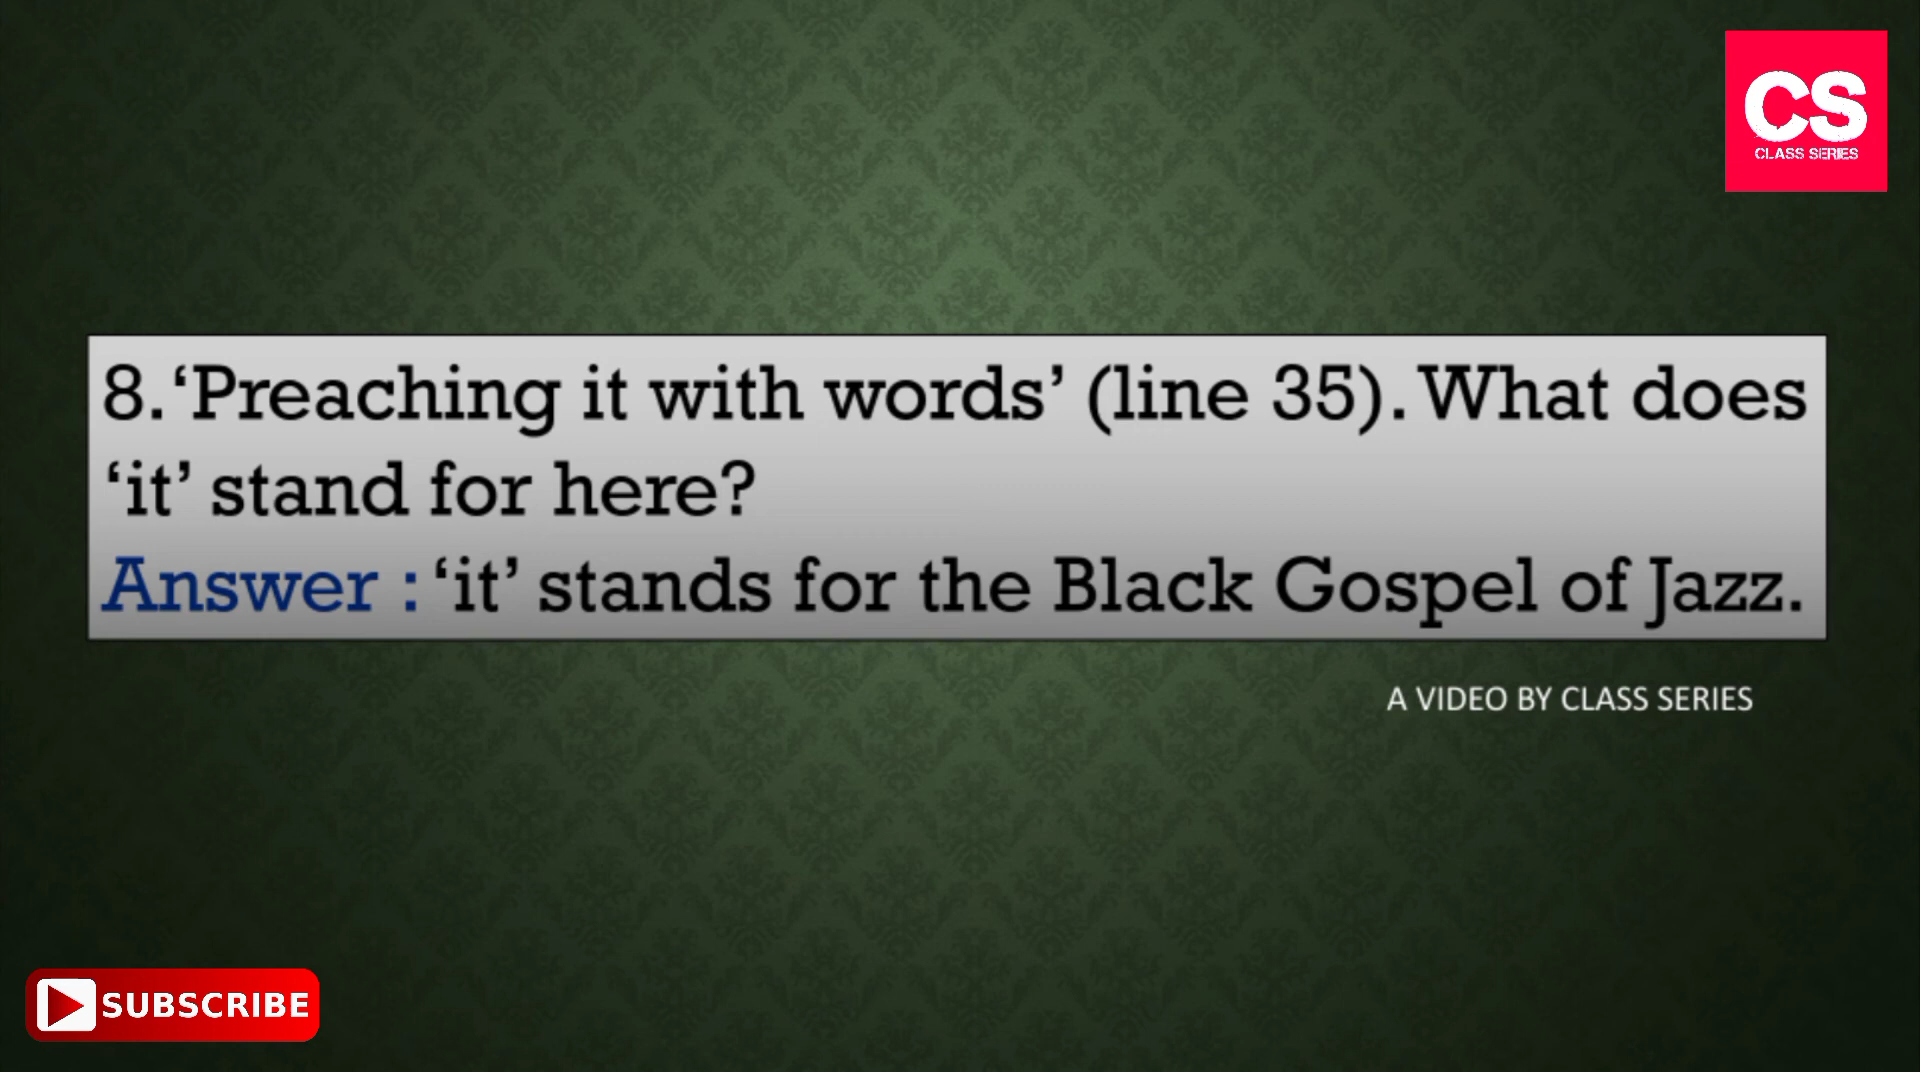 CS
CLASS SERIES
8.‘Preaching it with words’ (line 35). What does
‘it’ stand for here?
Answer : ‘it’ stands for the Black Gospel of Jazz.
A VIDEO BY CLASS SERIES
SUBSCRIBE